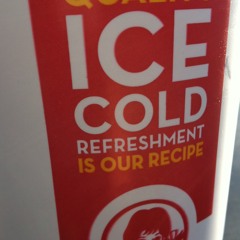 ICE
COLD
REFRESHMENT
IS OUR RECIPE